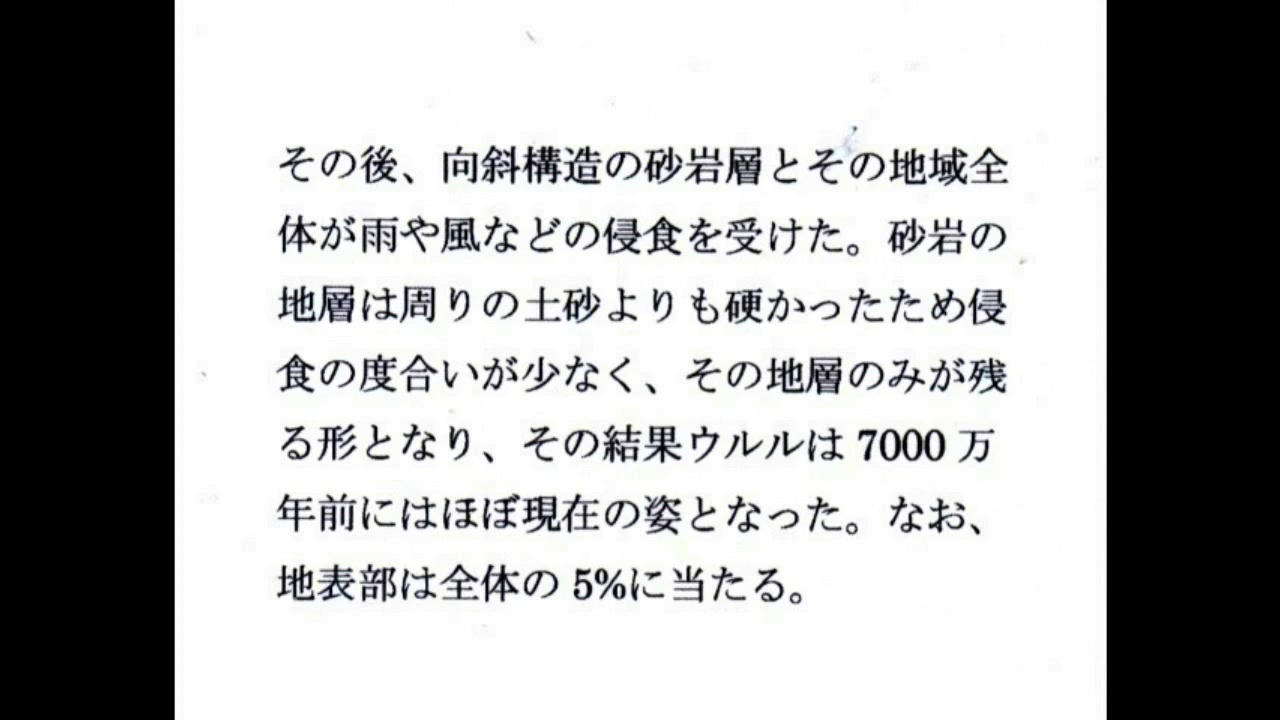 その後、向斜構造の砂岩層とその地域全
体が雨や風などの侵食を受けた。砂岩の
地層は周りの土砂よりも硬かったため侵
食の度合いが少なく、その地層のみが残
る形となり、その結果ウルルは 7000 万
年前にはほぼ現在の姿となった。なお、
地表部は全体の 5%に当たる。